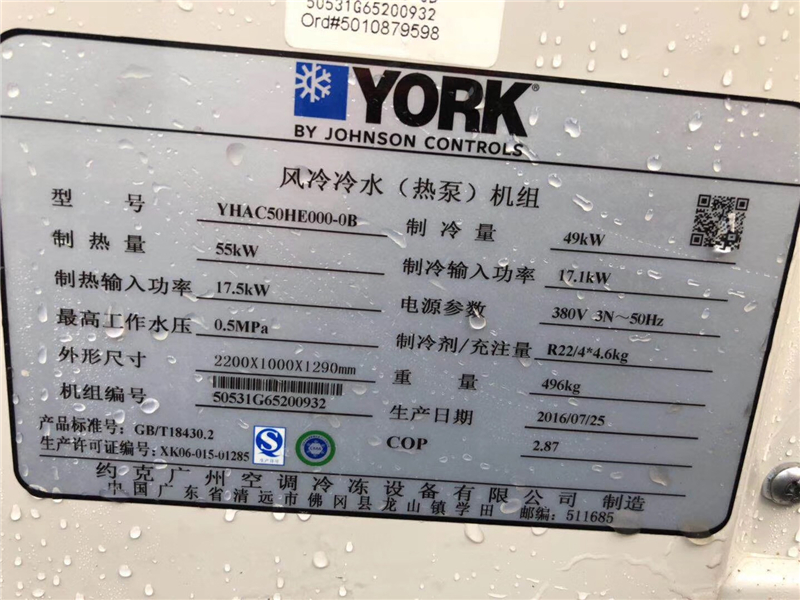 50531G65200932
Ord#5010879598
YORK®
BY JOHNSON CONTROLS
风冷冷水（热泵）机组
型 号 YHAC50HE000-0B 制 冷 量 49kW
制 热 量 55kW 制冷输入功率 17.1kW
制热输入功率 17.5kW 电源参数 380V 3N～50Hz
最高工作水压 0.5MPa 制冷剂/充注量 R22/4*4.6kg
外形尺寸 2200X1000X1290mm 重 量 496kg
机组编号 50531G65200932 生产日期 2016/07/25
COP 2.87
产品标准号: GB/T18430.2
生产许可证编号: XK06-015-01285
约克广州空调冷冻设备有限公司 制造
中国广东省清远市佛冈县龙山镇学田 邮编: 511685